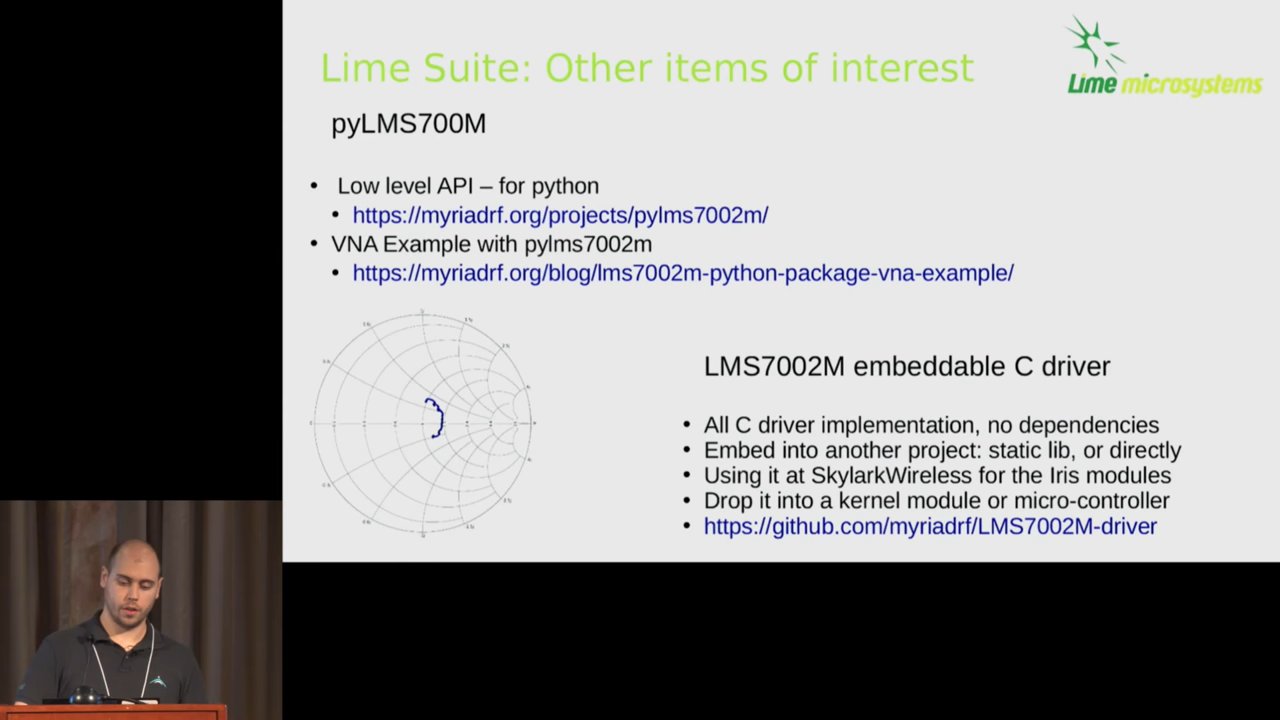 Lime Suite: Other items of interest
Lime microsystems
pyLMS700M
• Low level API – for python
• https://myriadrf.org/projects/pylms7002m/
• VNA Example with pylms7002m
• https://myriadrf.org/blog/lms7002m-python-package-vna-example/
LMS7002M embeddable C driver
• All C driver implementation, no dependencies
• Embed into another project: static lib, or directly
• Using it at SkylarkWireless for the Iris modules
• Drop it into a kernel module or micro-controller
• https://github.com/myriadrf/LMS7002M-driver